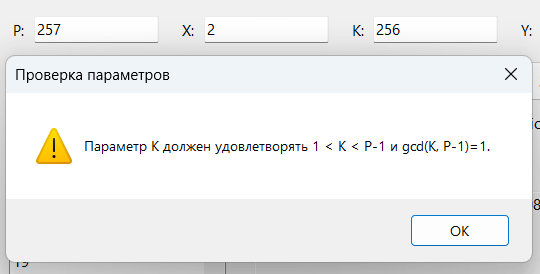 P: 257 X: 2 K: 256 Y:
Проверка параметров
Параметр К должен удовлетворять 1 < K < P-1 и gcd(K, P-1)=1.
OK